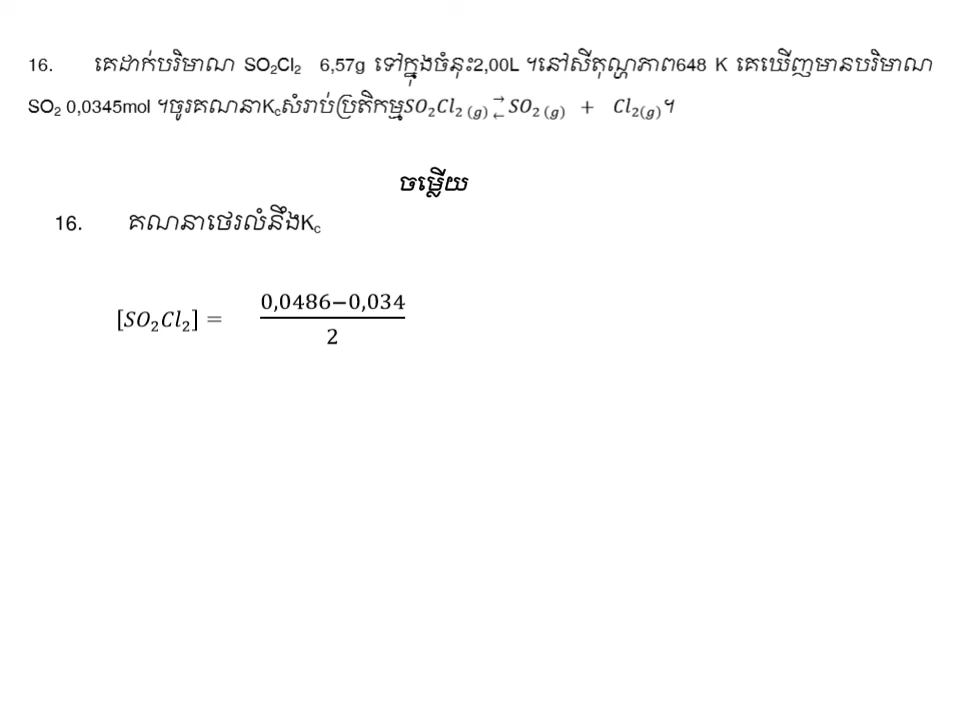 16. គេដាក់បរិមាណ SO₂Cl₂ 6,57g ទៅក្នុងចំនុះ2,00L ។នៅសីតុណ្ហភាព648 K គេឃើញមានបរិមាណ
SO₂ 0,0345mol ។ចូរគណនាK꜀សំរាប់ប្រតិកម្មSO₂Cl₂ (g) ⇄ SO₂ (g) + Cl₂(g)។
ចម្លើយ
16. គណនាថេរលំនឹងK꜀
[SO₂Cl₂] = (0,0486−0,034)/2